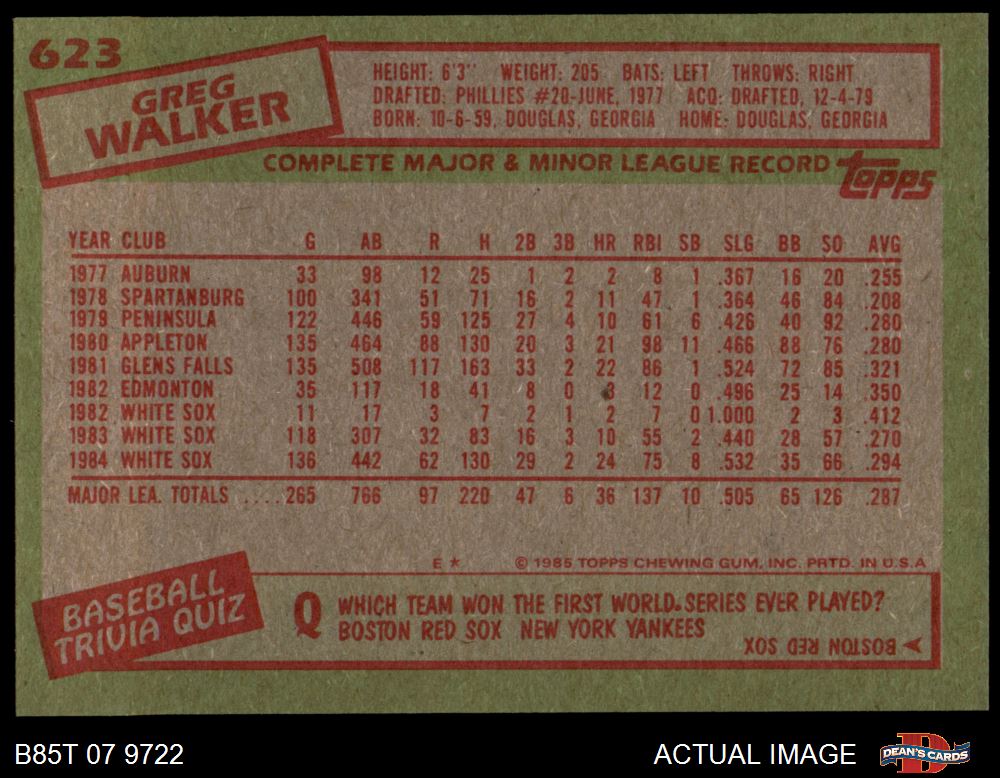 623
GREG
WALKER
HEIGHT: 6'3" WEIGHT: 205 BATS: LEFT THROWS: RIGHT
DRAFTED: PHILLIES #20-JUNE, 1977 ACQ: DRAFTED, 12-4-79
BORN: 10-6-59, DOUGLAS, GEORGIA HOME: DOUGLAS, GEORGIA
COMPLETE MAJOR & MINOR LEAGUE RECORD topps
YEAR CLUB G AB R H 2B 3B HR RBI SB SLG BB SO AVG
1977 AUBURN 33 98 12 25 1 2 2 8 1 .367 16 20 .255
1978 SPARTANBURG 100 341 51 71 16 2 11 47 1 .364 46 84 .208
1979 PENINSULA 122 446 59 125 27 4 10 61 6 .426 40 92 .280
1980 APPLETON 135 464 88 130 20 3 21 98 11 .466 88 76 .280
1981 GLENS FALLS 135 508 117 163 33 2 22 86 1 .524 72 85 .321
1982 EDMONTON 35 117 18 41 8 0 3 12 0 .496 25 14 .350
1982 WHITE SOX 11 17 3 7 2 1 2 7 0 1.000 2 3 .412
1983 WHITE SOX 118 307 32 83 16 3 10 55 2 .440 28 57 .270
1984 WHITE SOX 136 442 62 130 29 2 24 75 8 .532 35 66 .294
MAJOR LEA. TOTALS ....265 766 97 220 47 6 36 137 10 .505 65 126 .287
E * © 1985 TOPPS CHEWING GUM, INC. PRTD. IN U.S.A
BASEBALL
TRIVIA QUIZ
Q WHICH TEAM WON THE FIRST WORLD SERIES EVER PLAYED?
BOSTON RED SOX NEW YORK YANKEES
BOSTON RED SOX
B85T 07 9722
ACTUAL IMAGE
D
DEAN'S CARDS